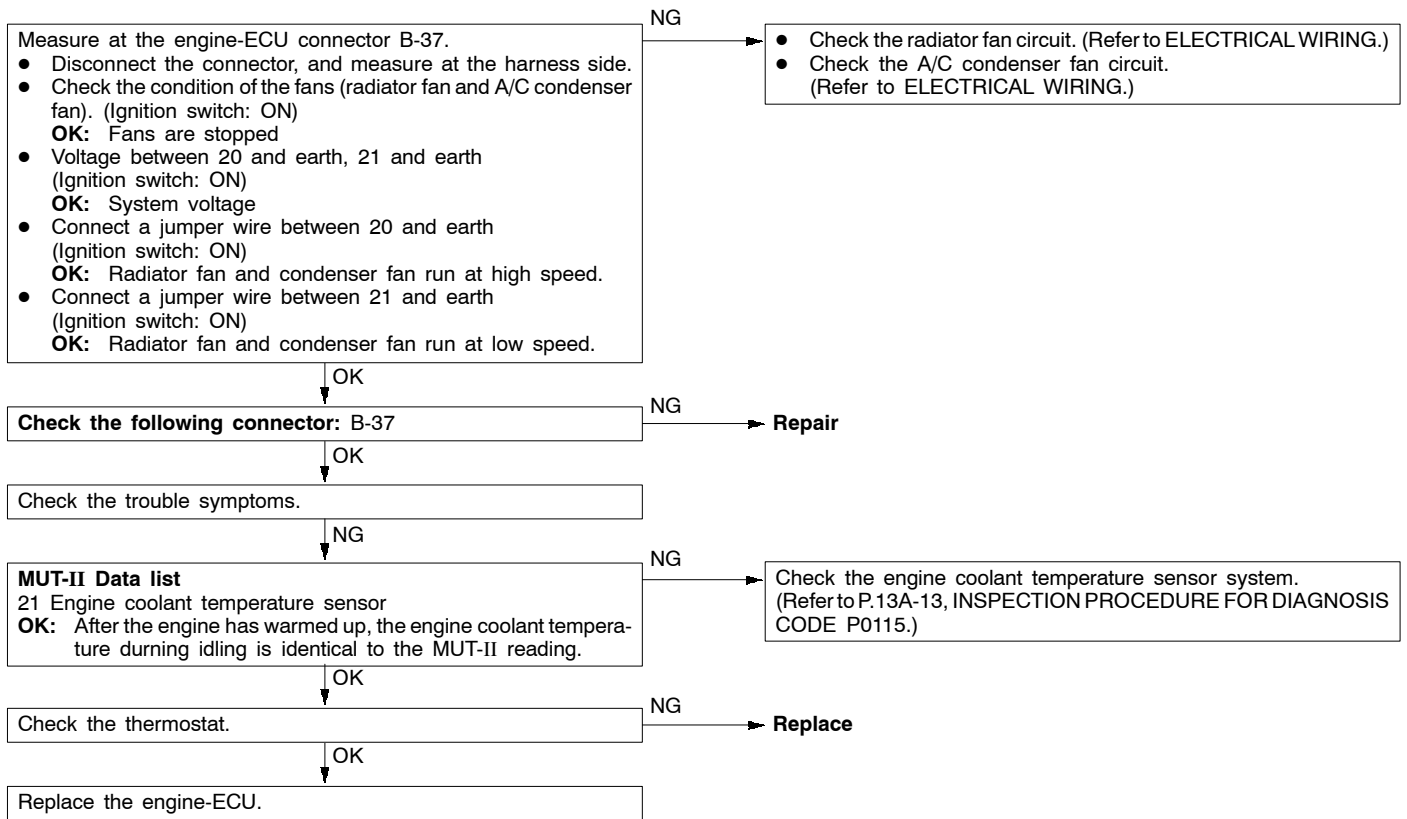 Measure at the engine-ECU connector B-37.
● Disconnect the connector, and measure at the harness side.
● Check the condition of the fans (radiator fan and A/C condenser
fan). (Ignition switch: ON)
OK: Fans are stopped
● Voltage between 20 and earth, 21 and earth
(Ignition switch: ON)
OK: System voltage
● Connect a jumper wire between 20 and earth
(Ignition switch: ON)
OK: Radiator fan and condenser fan run at high speed.
● Connect a jumper wire between 21 and earth
(Ignition switch: ON)
OK: Radiator fan and condenser fan run at low speed.
NG
● Check the radiator fan circuit. (Refer to ELECTRICAL WIRING.)
● Check the A/C condenser fan circuit.
(Refer to ELECTRICAL WIRING.)
OK
Check the following connector: B-37
NG
Repair
OK
Check the trouble symptoms.
NG
MUT-II Data list
21 Engine coolant temperature sensor
OK: After the engine has warmed up, the engine coolant tempera-
ture durning idling is identical to the MUT-II reading.
NG
Check the engine coolant temperature sensor system.
(Refer to P.13A-13, INSPECTION PROCEDURE FOR DIAGNOSIS
CODE P0115.)
OK
Check the thermostat.
NG
Replace
OK
Replace the engine-ECU.